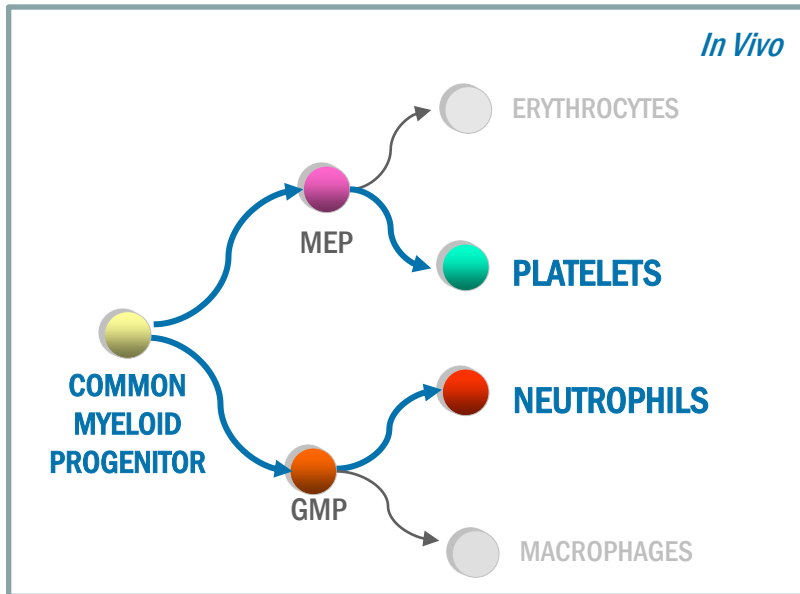 In Vivo
ERYTHROCYTES
MEP
PLATELETS
COMMON
MYELOID
PROGENITOR
NEUTROPHILS
GMP
MACROPHAGES